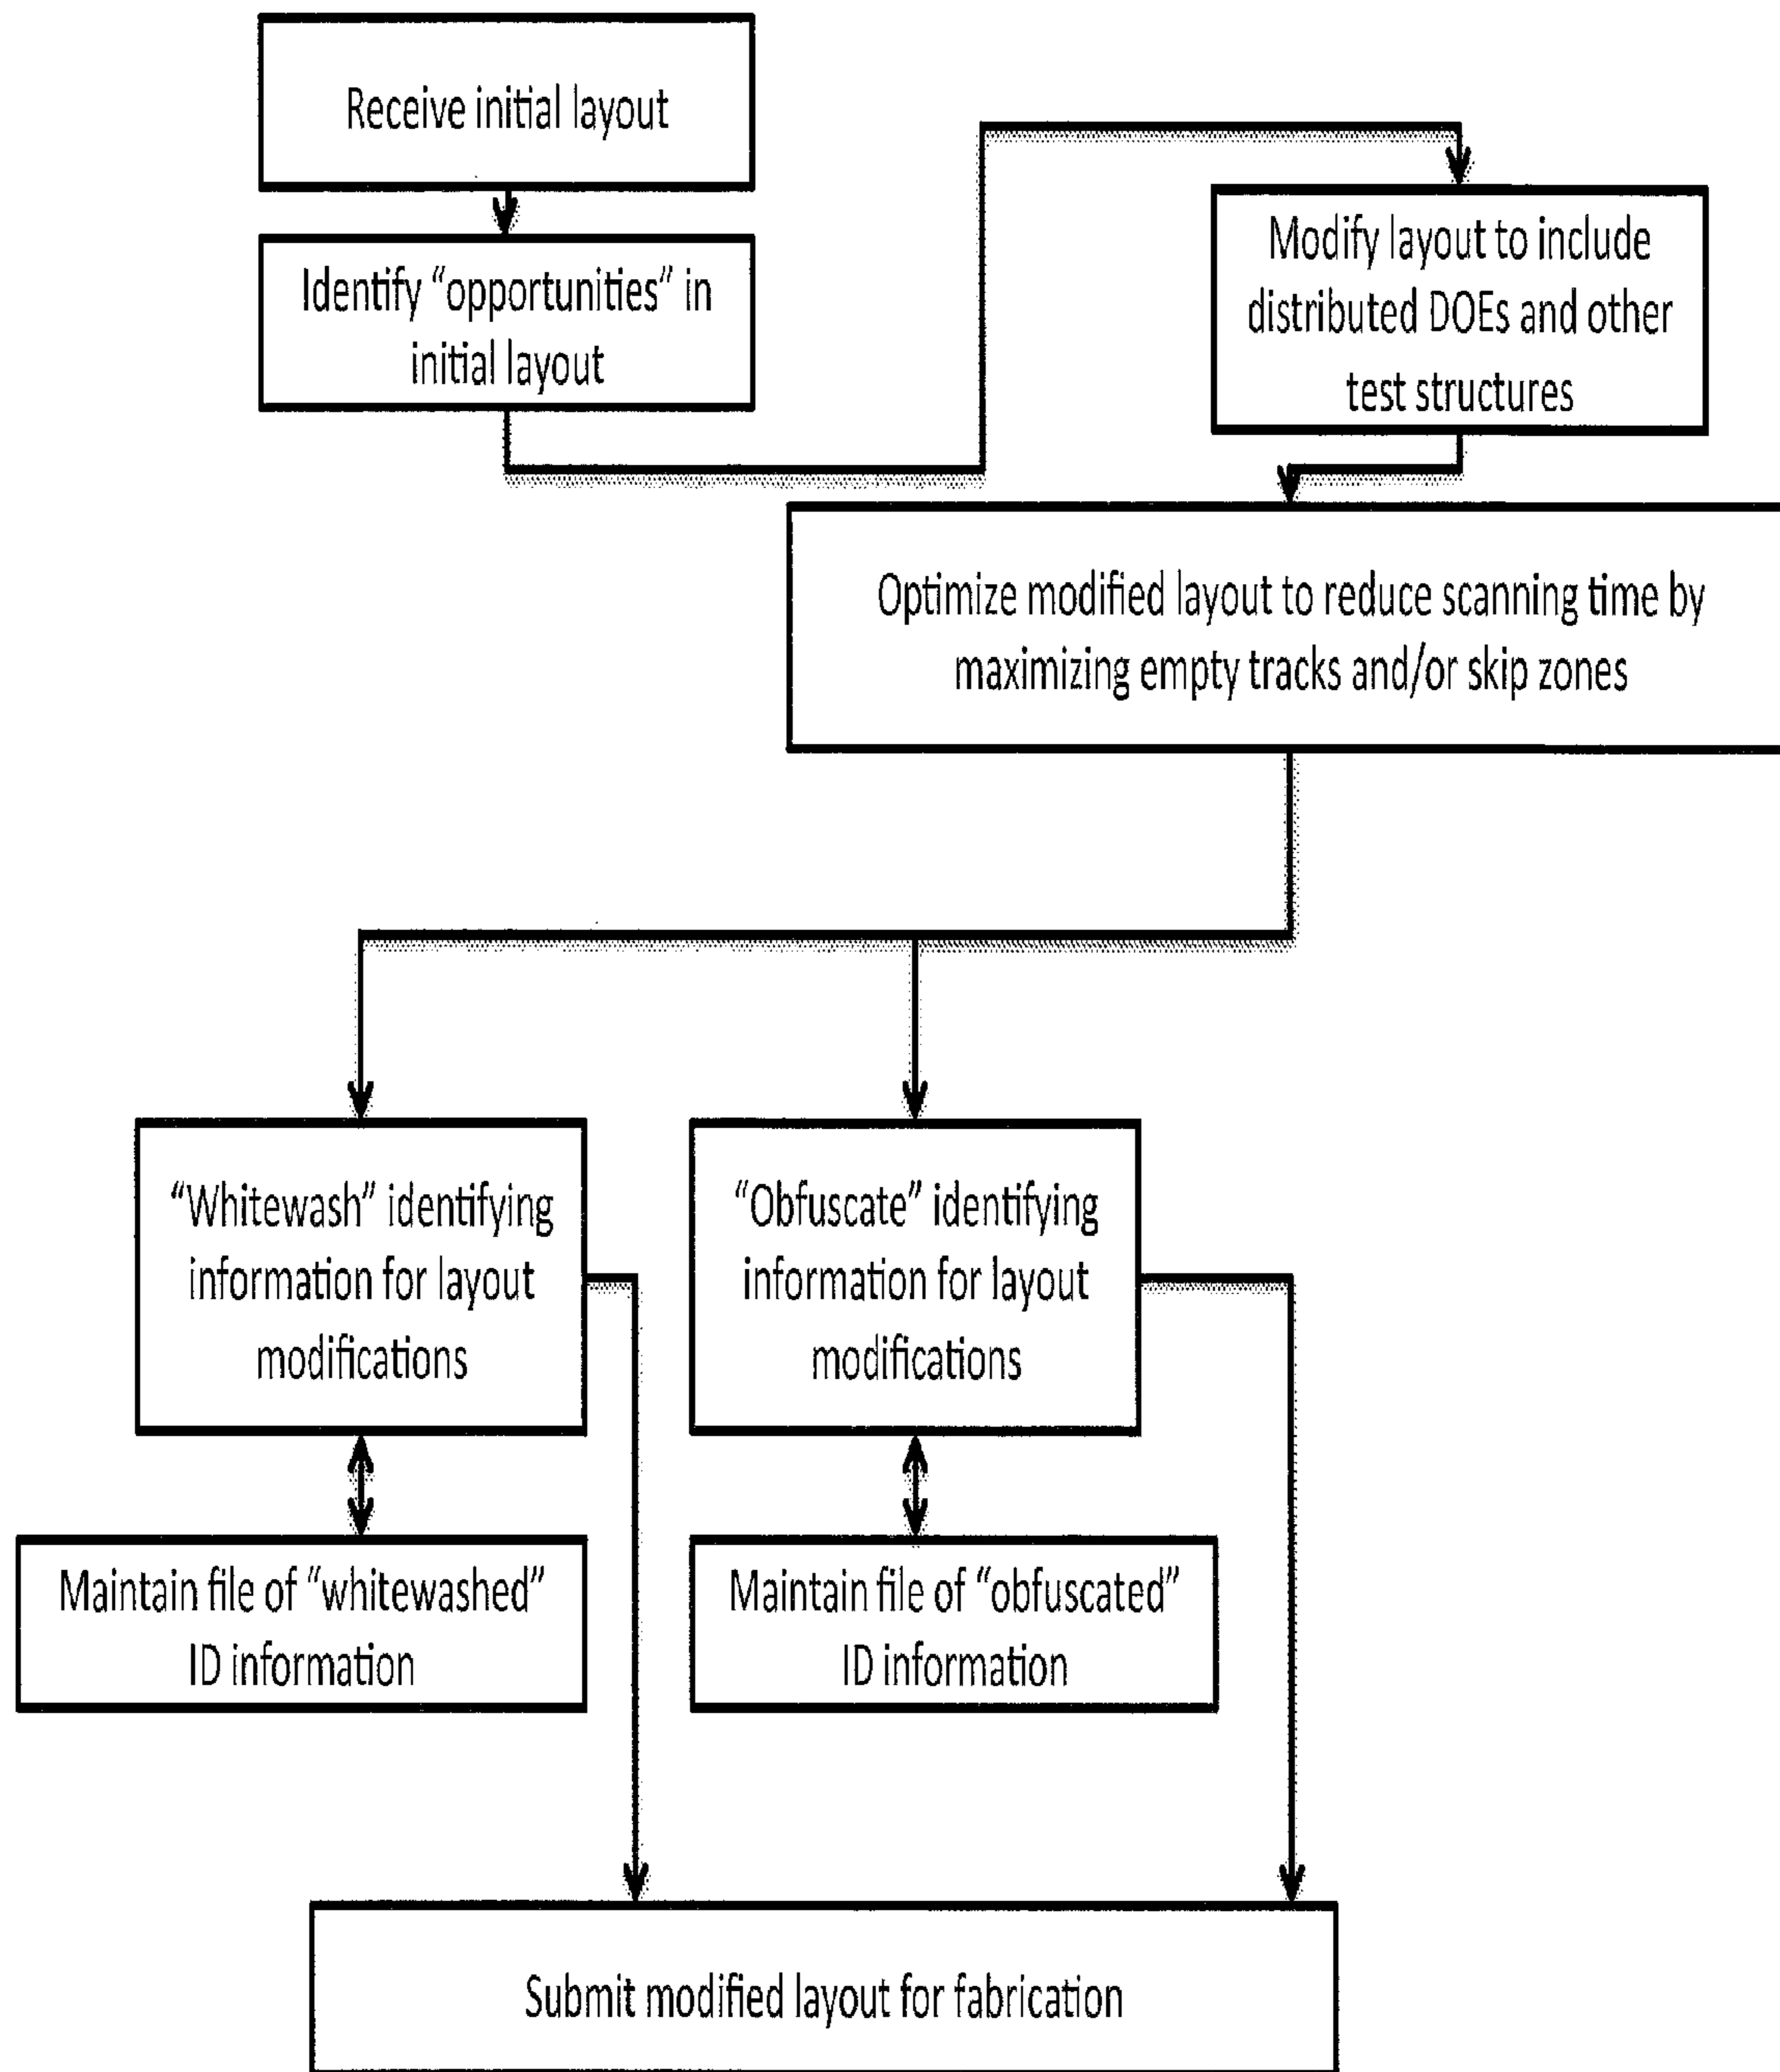 Receive initial layout
Identify “opportunities” in
initial layout
Modify layout to include
distributed DOEs and other
test structures
Optimize modified layout to reduce scanning time by
maximizing empty tracks and/or skip zones
“Whitewash” identifying
information for layout
modifications
“Obfuscate” identifying
information for layout
modifications
Maintain file of “whitewashed”
ID information
Maintain file of “obfuscated”
ID information
Submit modified layout for fabrication